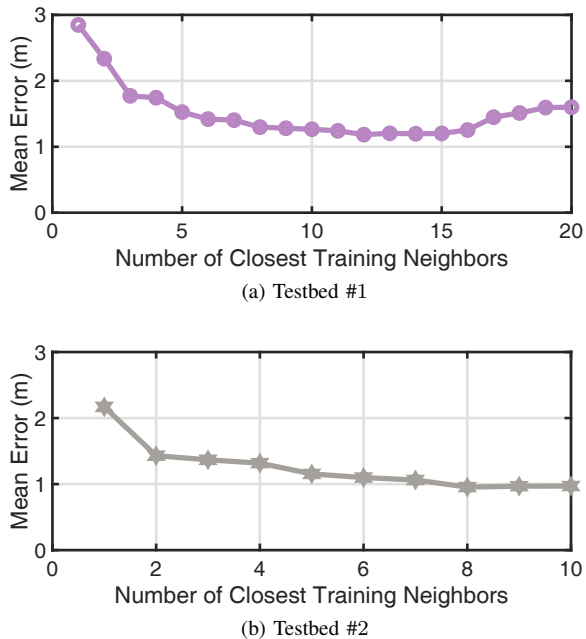 3
2
1
0
Mean Error (m)
0 5 10 15 20
Number of Closest Training Neighbors
(a) Testbed #1
3
2
1
0
Mean Error (m)
0 2 4 6 8 10
Number of Closest Training Neighbors
(b) Testbed #2